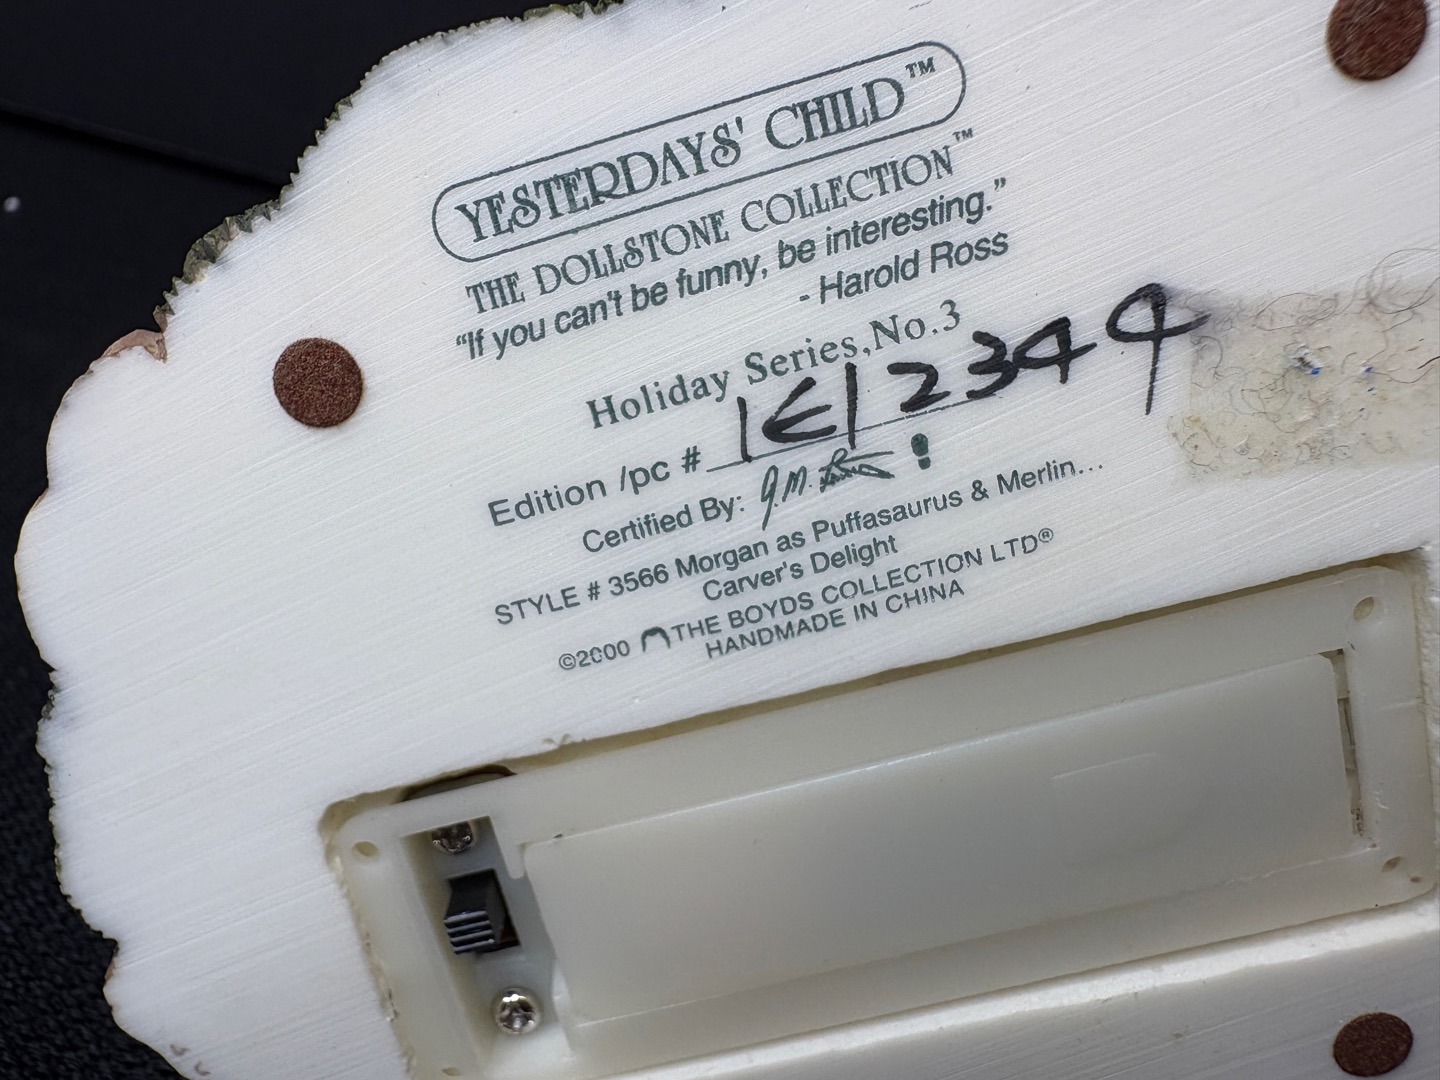 YESTERDAYS' CHILD™
THE DOLLSTONE COLLECTION™
“If you can't be funny, be interesting.”
- Harold Ross
Holiday Series, No.3
Edition /pc # 1E12344
Certified By: G.M.
STYLE # 3566 Morgan as Puffasaurus & Merlin...
Carver's Delight
©2000 THE BOYDS COLLECTION LTD®
HANDMADE IN CHINA